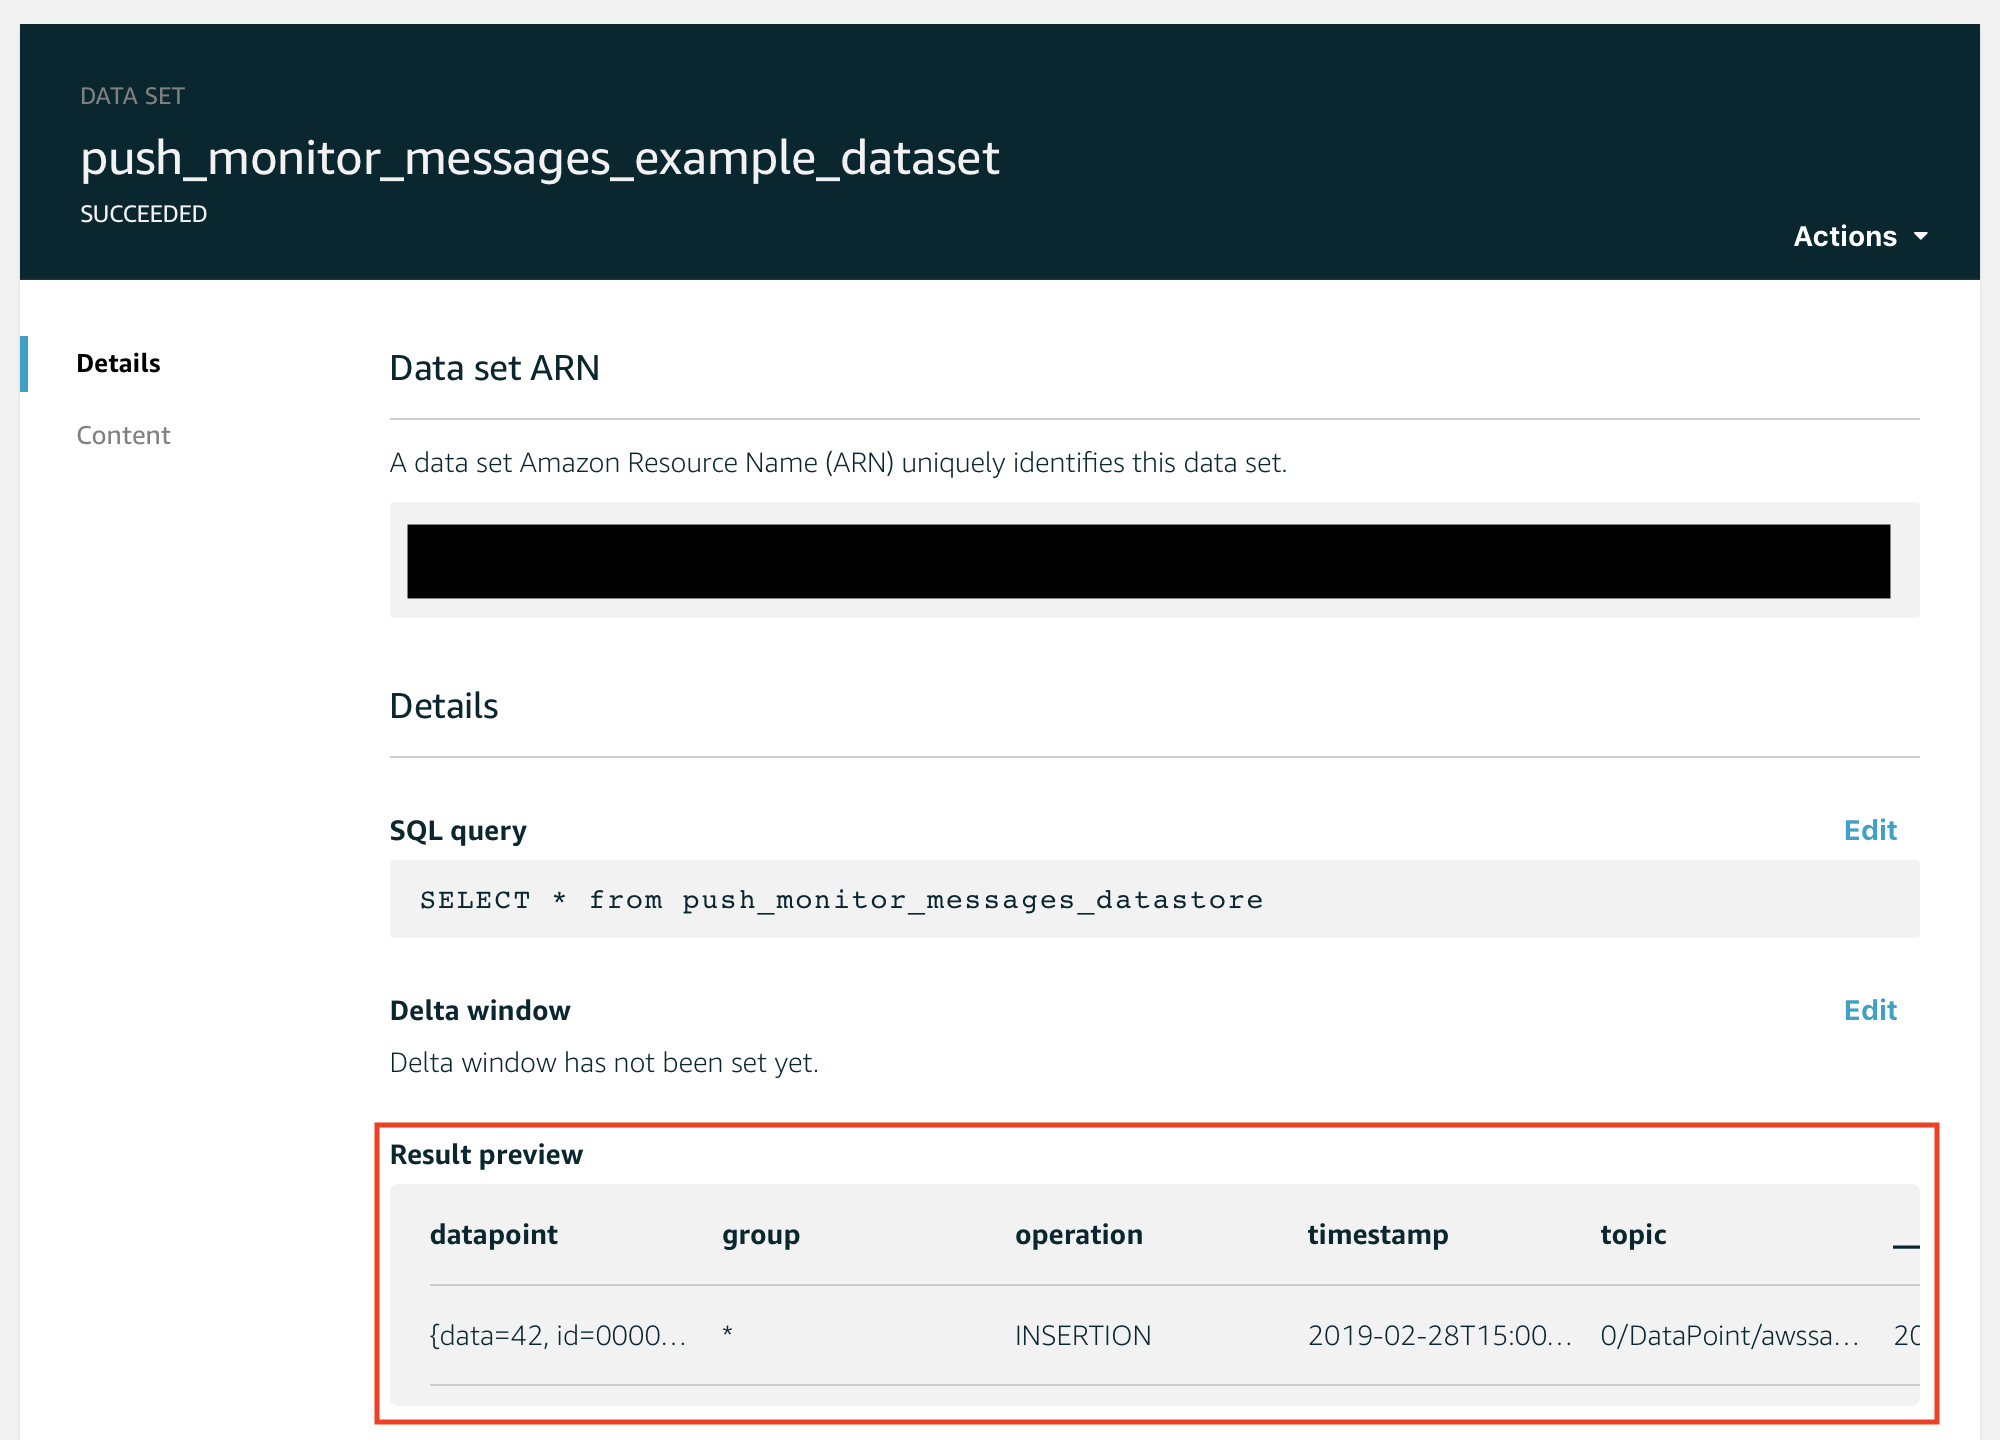 DATA SET
push_monitor_messages_example_dataset
SUCCEEDED
Actions
Details
Content
Data set ARN
A data set Amazon Resource Name (ARN) uniquely identifies this data set.
Details
SQL query Edit
SELECT * from push_monitor_messages_datastore
Delta window Edit
Delta window has not been set yet.
Result preview
datapoint group operation timestamp topic __
{data=42, id=0000... * INSERTION 2019-02-28T15:00... 0/DataPoint/awssa... 20